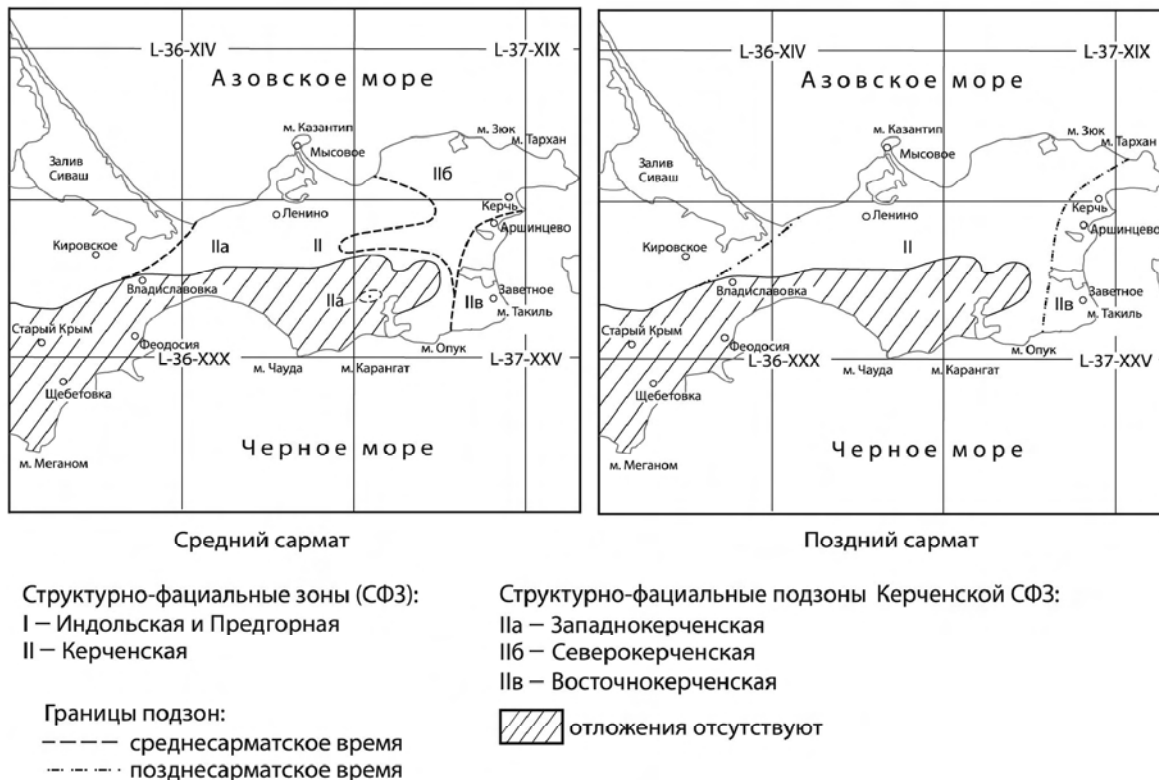 L-36-XIV
L-37-XIX
Азовское море
м. Казантип
Мысовое
м. Зюк
м. Тархан
Залив
Сиваш
IIб
Керчь
Ленино
Аршинцево
Кировское
IIа
II
Владиславовка
IIа
IIв
Заветное
м. Такиль
Старый Крым
Феодосия
м. Опук
L-36-XXX
L-37-XXV
м. Чауда
м. Карангат
Щебетовка
Черное море
м. Меганом
Средний сармат
L-36-XIV
L-37-XIX
Азовское море
м. Казантип
Мысовое
м. Зюк
м. Тархан
Залив
Сиваш
Керчь
Ленино
Аршинцево
Кировское
II
Владиславовка
IIв
Заветное
м. Такиль
Старый Крым
Феодосия
м. Опук
L-36-XXX
L-37-XXV
м. Чауда
м. Карангат
Щебетовка
Черное море
м. Меганом
Поздний сармат
Структурно-фациальные зоны (СФЗ):
I – Индольская и Предгорная
II – Керченская
Границы подзон:
среднесарматское время
позднесарматское время
Структурно-фациальные подзоны Керченской СФЗ:
IIа – Западнокерченская
IIб – Северокерченская
IIв – Восточнокерченская
отложения отсутствуют